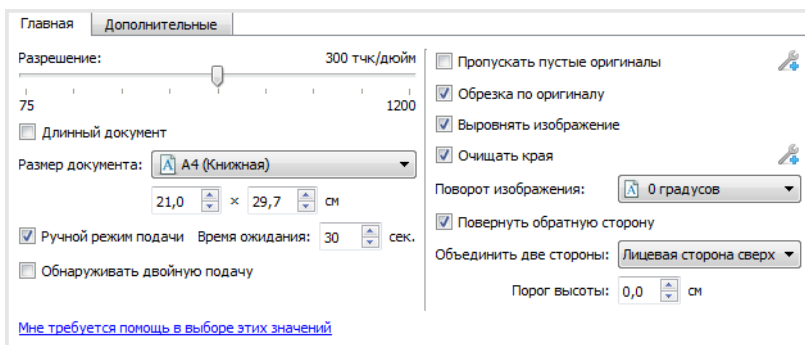 Главная Дополнительные
Разрешение: 300 тчк/дюйм
75 1200
Длинный документ
Размер документа: A4 (Книжная)
21,0 × 29,7 см
Ручной режим подачи Время ожидания: 30 сек.
Обнаруживать двойную подачу
Мне требуется помощь в выборе этих значений
Пропускать пустые оригиналы
Обрезка по оригиналу
Выровнять изображение
Очищать края
Поворот изображения: 0 градусов
Повернуть обратную сторону
Объединить две стороны: Лицевая сторона сверх
Порог высоты: 0,0 см